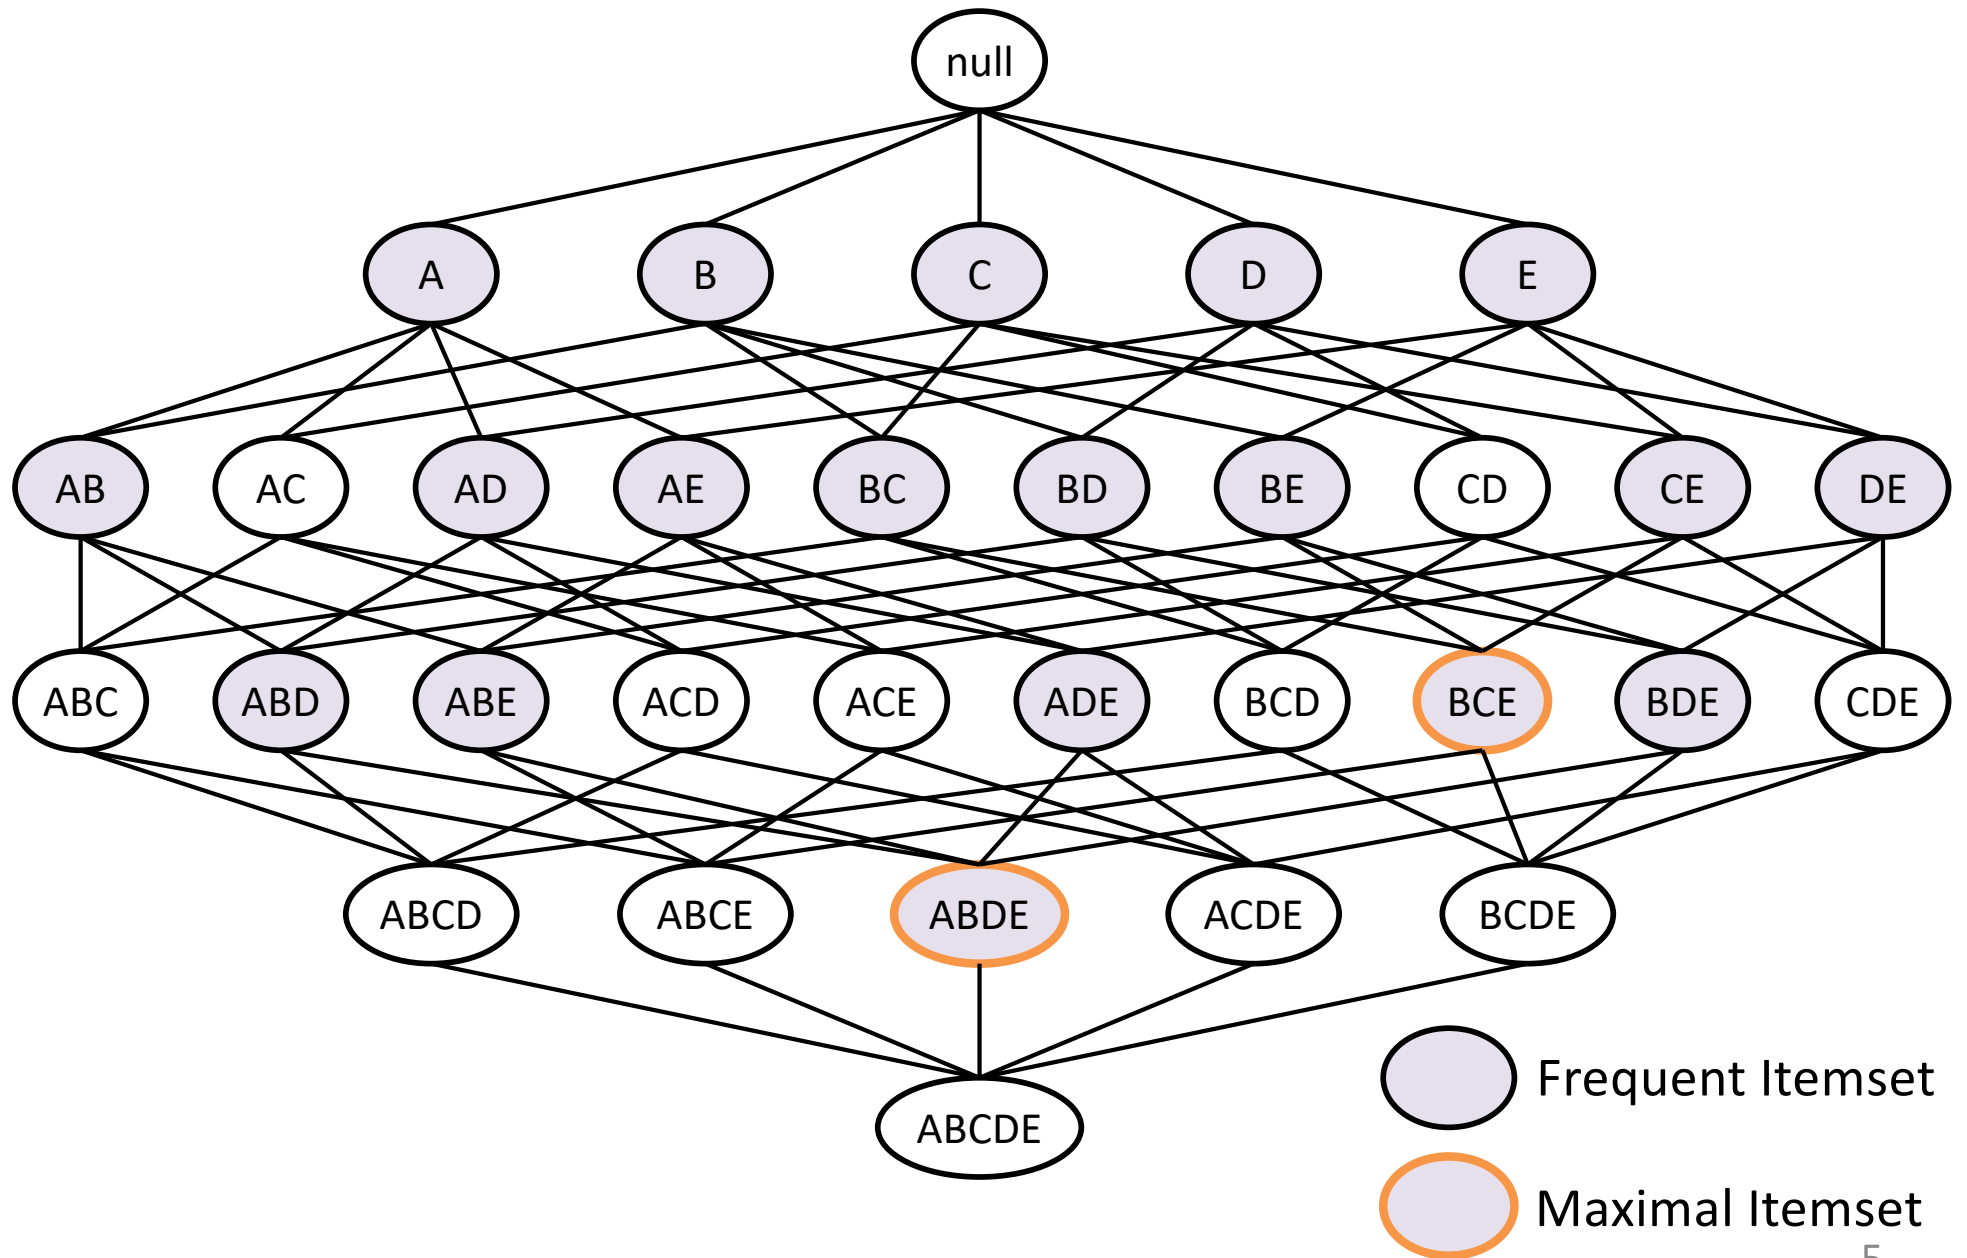 null
A B C D E
AB AC AD AE BC BD BE CD CE DE
ABC ABD ABE ACD ACE ADE BCD BCE BDE CDE
ABCD ABCE ABDE ACDE BCDE
ABCDE
Frequent Itemset
Maximal Itemset
5